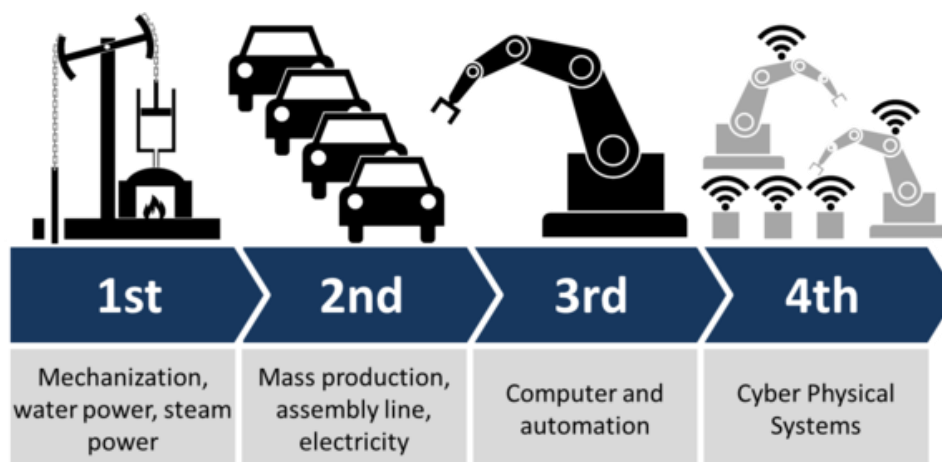 1st
2nd
3rd
4th
Mechanization,
water power, steam
power
Mass production,
assembly line,
electricity
Computer and
automation
Cyber Physical
Systems